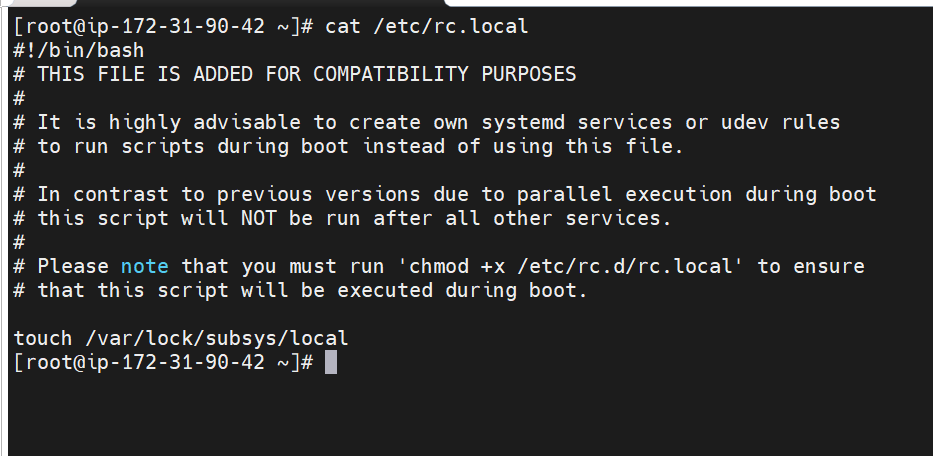 [root@ip-172-31-90-42 ~]# cat /etc/rc.local
#!/bin/bash
# THIS FILE IS ADDED FOR COMPATIBILITY PURPOSES
#
# It is highly advisable to create own systemd services or udev rules
# to run scripts during boot instead of using this file.
#
# In contrast to previous versions due to parallel execution during boot
# this script will NOT be run after all other services.
#
# Please note that you must run 'chmod +x /etc/rc.d/rc.local' to ensure
# that this script will be executed during boot.

touch /var/lock/subsys/local
[root@ip-172-31-90-42 ~]#